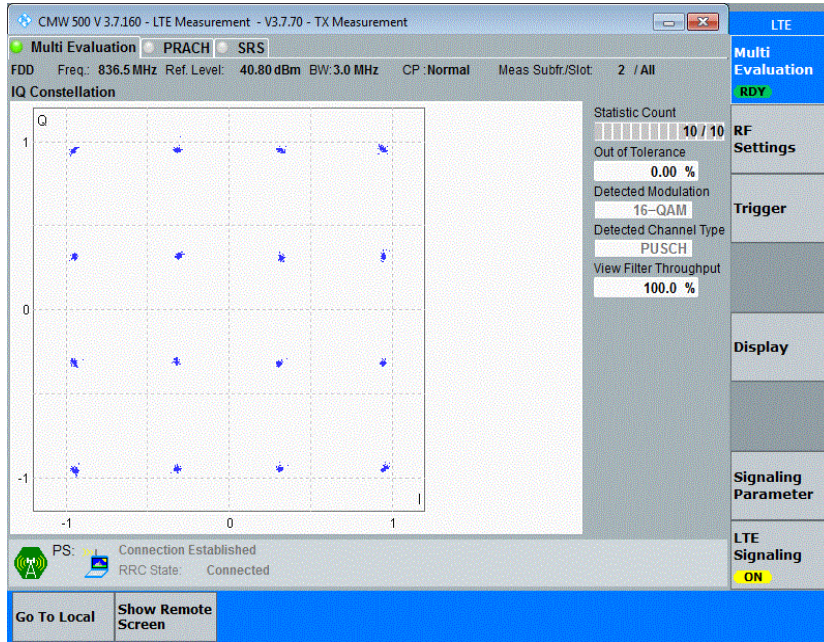 CMW 500 V 3.7.160 - LTE Measurement - V3.7.70 - TX Measurement
LTE
Multi Evaluation PRACH SRS
Multi
Evaluation
RDY
FDD Freq.: 836.5 MHz Ref. Level: 40.80 dBm BW: 3.0 MHz CP : Normal Meas Subfr./Slot: 2 / All
IQ Constellation
Q
1
0
-1
-1 0 1
I
Statistic Count
10 / 10
Out of Tolerance
0.00 %
Detected Modulation
16-QAM
Detected Channel Type
PUSCH
View Filter Throughput
100.0 %
RF
Settings
Trigger
Display
Signaling
Parameter
LTE
Signaling
ON
PS: Connection Established
RRC State: Connected
Go To Local
Show Remote
Screen